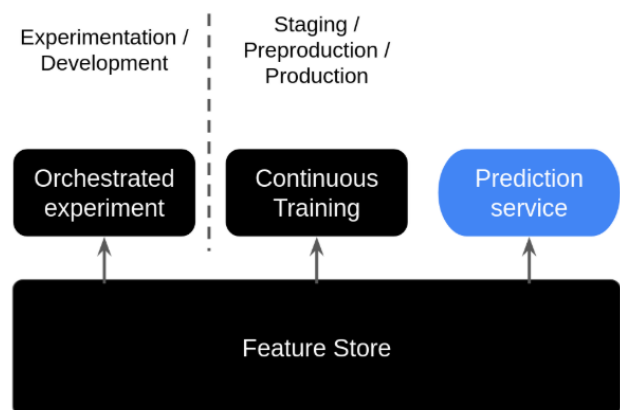 Experimentation /
Development
Staging /
Preproduction /
Production
Orchestrated
experiment
Continuous
Training
Prediction
service
Feature Store